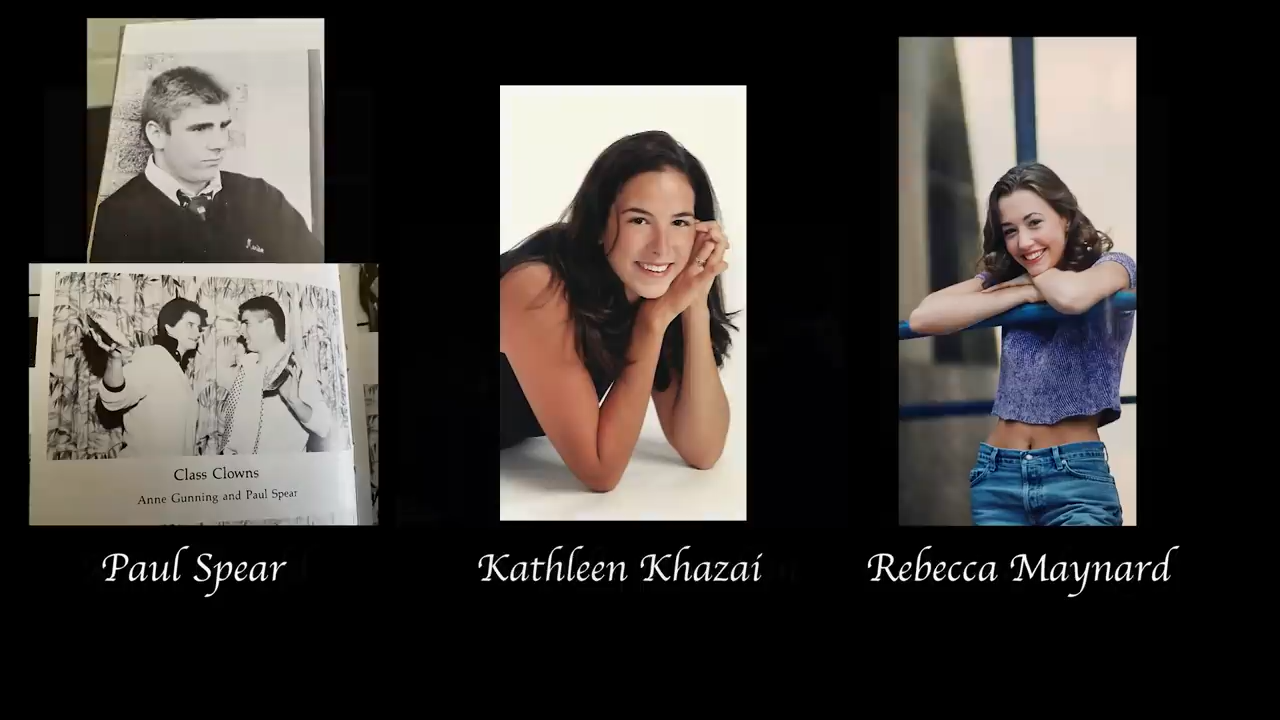 Class Clowns
Anne Gunning and Paul Spear
Paul Spear
Kathleen Khazai
Rebecca Maynard